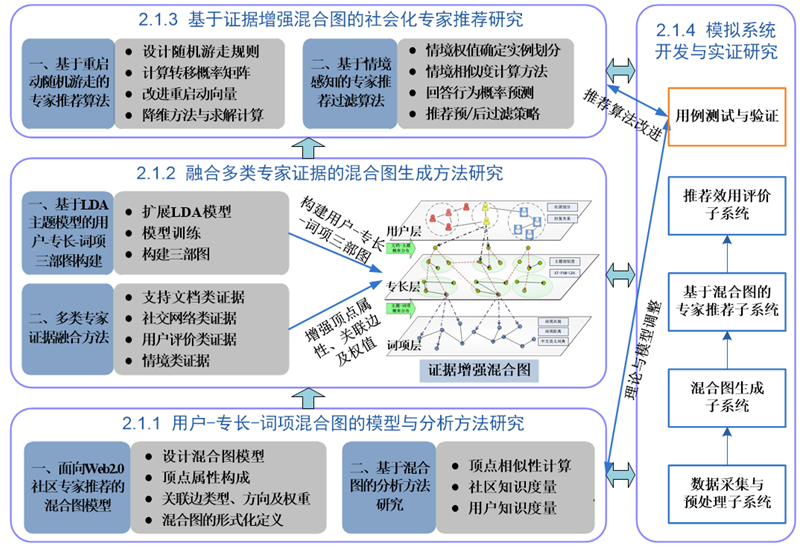 2.1.3 基于证据增强混合图的社会化专家推荐研究
一、基于重启
动随机游走的
专家推荐算法
• 设计随机游走规则
• 计算转移概率矩阵
• 改进重启动向量
• 降维方法与求解计算
二、基于情境
感知的专家推
荐过滤算法
• 情境权值确定实例划分
• 情境相似度计算方法
• 回答行为概率预测
• 推荐预/后过滤策略
2.1.2 融合多类专家证据的混合图生成方法研究
一、基于LDA
主题模型的用
户-专长-词项
三部图构建
• 扩展LDA模型
• 模型训练
• 构建三部图
二、多类专家
证据融合方法
• 支持文档类证据
• 社交网络类证据
• 用户评价类证据
• 情境类证据
构建用户-专长
-词项三部图
增强顶点属
性、关联边
及权值
用户层
专长层
词项层
证据增强混合图
2.1.1 用户-专长-词项混合图的模型与分析方法研究
一、面向Web2.0
社区专家推荐的
混合图模型
• 设计混合图模型
• 顶点属性构成
• 关联边类型、方向及权重
• 混合图的形式化定义
二、基于混合
图的分析方法
研究
• 顶点相似性计算
• 社区知识度量
• 用户知识度量
推荐算法改进
理论与模型调整
2.1.4 模拟系统
开发与实证研究
用例测试与验证
推荐效用评价
子系统
基于混合图的
专家推荐子系统
混合图生成
子系统
数据采集与
预处理子系统